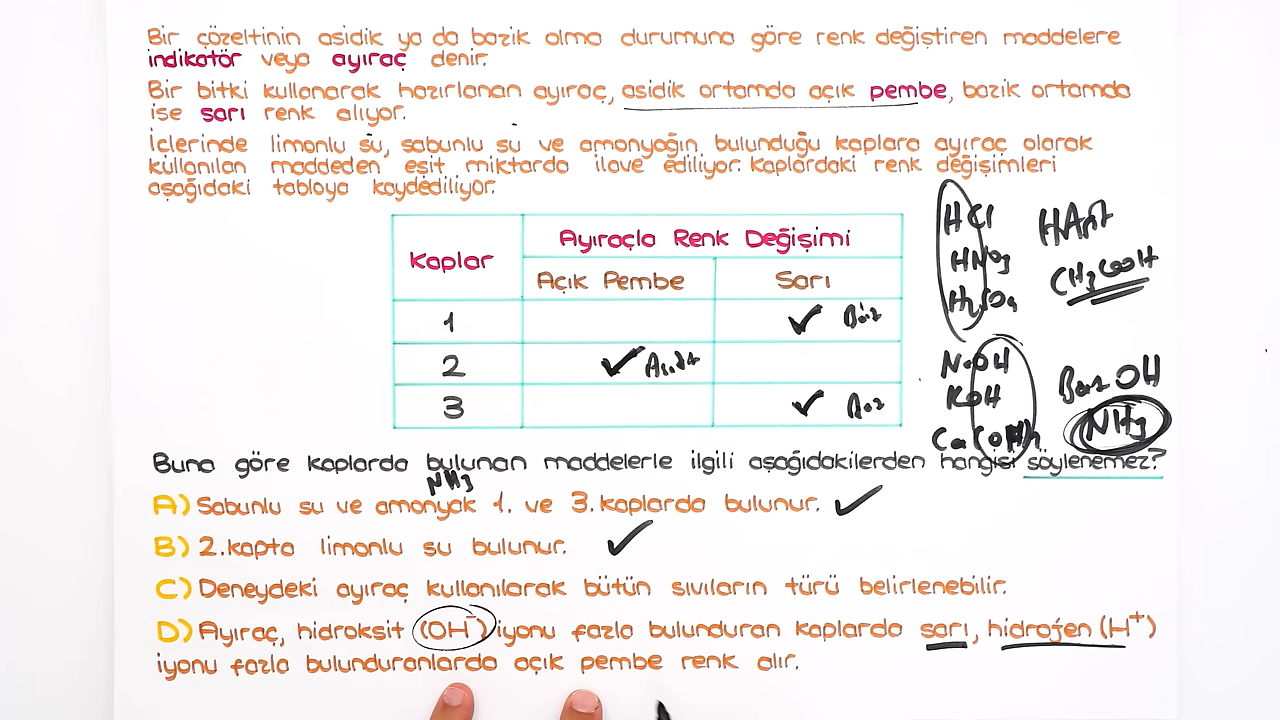 Bir çözeltinin asidik ya da bazik olma durumuna göre renk değiştiren maddelere
indikatör veya ayıraç denir.
Bir bitki kullanarak hazırlanan ayıraç, asidik ortamda açık pembe, bazik ortamda
ise sarı renk alıyor.
İçlerinde limonlu su, sabunlu su ve amonyağın bulunduğu kaplara ayıraç olarak
kullanılan maddeden eşit miktarda ilave ediliyor. Kaplardaki renk değişimleri
aşağıdaki tabloya kaydediliyor.
Kaplar
Ayıraçla Renk Değişimi
Açık Pembe Sarı
1 ✓ Baz
2 ✓ Asit
3 ✓ Baz
HCl
HNO3
H2SO4
CH3COOH
NaOH
KOH
Ca(OH)2
Baz OH
NH3
Buna göre kaplarda bulunan maddelerle ilgili aşağıdakilerden hangisi söylenemez?
NH3
A) Sabunlu su ve amonyak 1. ve 3. kaplarda bulunur. ✓
B) 2. kapta limonlu su bulunur. ✓
C) Deneydeki ayıraç kullanılarak bütün sıvıların türü belirlenebilir.
D) Ayıraç, hidroksit (OH⁻) iyonu fazla bulunduran kaplarda sarı, hidrojen (H⁺)
iyonu fazla bulunduranlarda açık pembe renk alır.